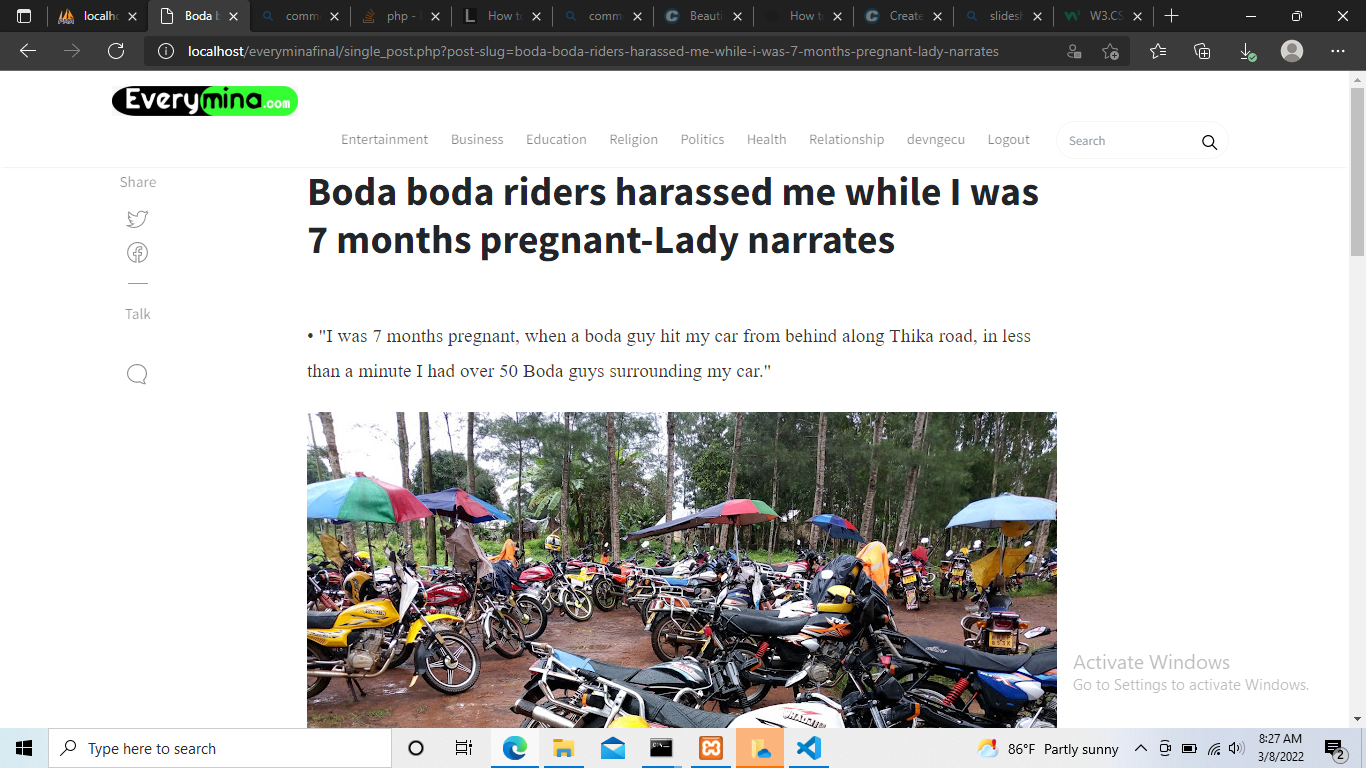 localho
Boda b
comm
php -
How to
comm
Beauti
How to
Create
slidesh
W3.CS
localhost/everyminafinal/single_post.php?post-slug=boda-boda-riders-harassed-me-while-i-was-7-months-pregnant-lady-narrates
Everymina.com
Entertainment Business Education Religion Politics Health Relationship devngecu Logout Search
Share
Boda boda riders harassed me while I was
7 months pregnant-Lady narrates
Talk
• "I was 7 months pregnant, when a boda guy hit my car from behind along Thika road, in less
than a minute I had over 50 Boda guys surrounding my car."
Activate Windows
Go to Settings to activate Windows.
Type here to search
86°F Partly sunny
8:27 AM
3/8/2022
2